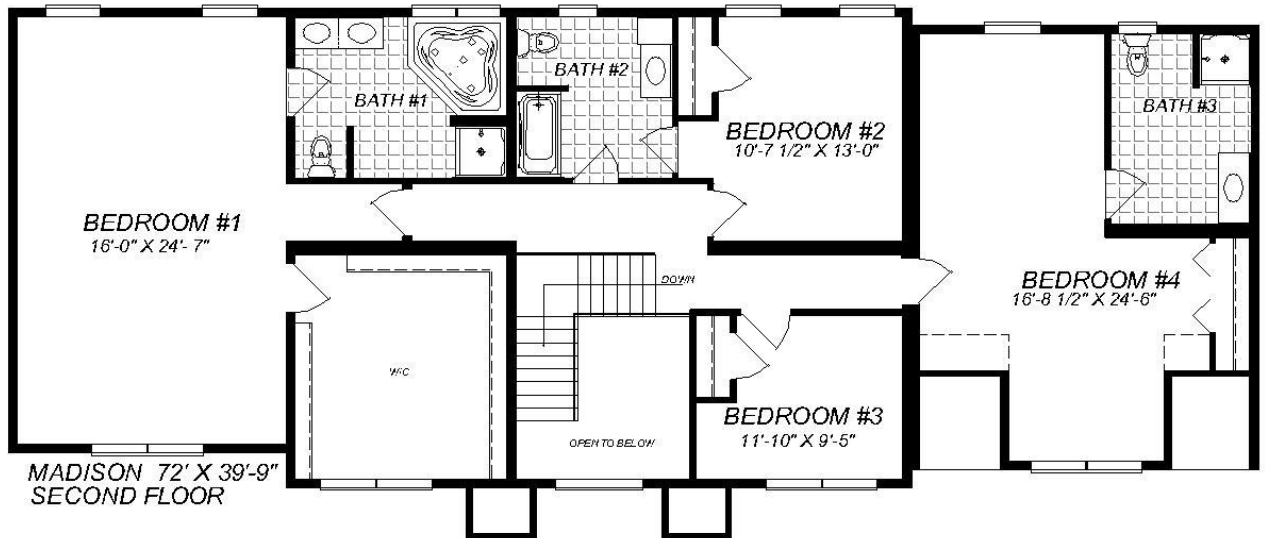 BATH #1
BATH #2
BATH #3
BEDROOM #2
10'-7 1/2" X 13'-0"
BEDROOM #1
16'-0" X 24'- 7"
BEDROOM #4
16'-8 1/2" X 24'-6"
DOWN
WIC
BEDROOM #3
11'-10" X 9'-5"
OPEN TO BELOW
MADISON 72' X 39'-9"
SECOND FLOOR